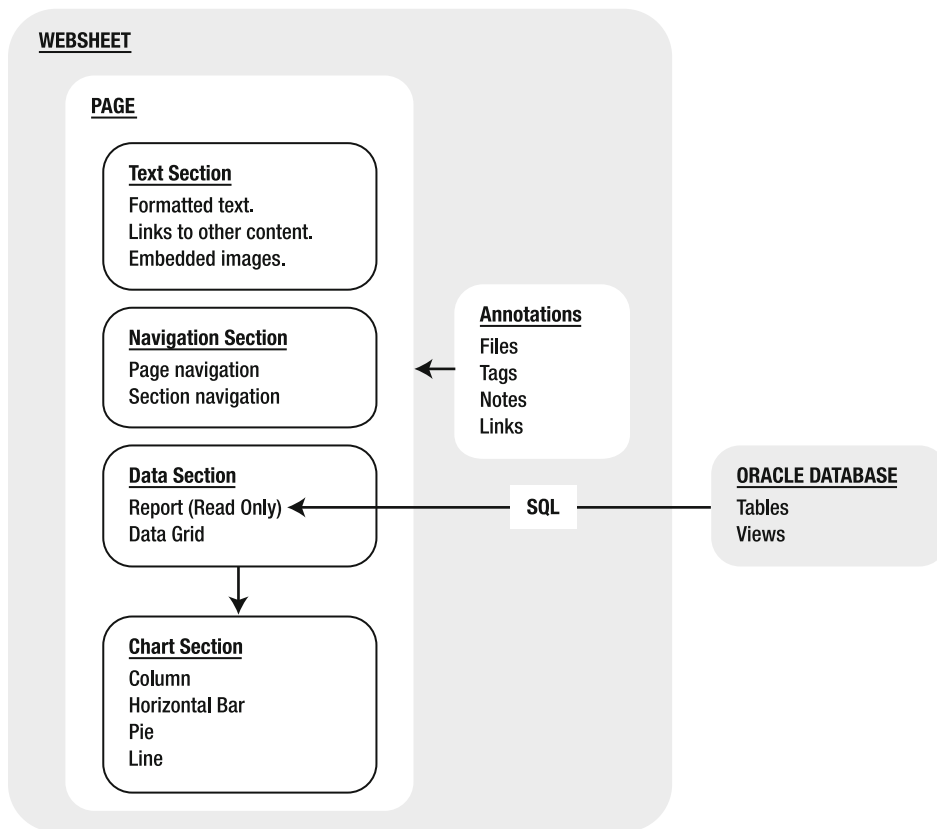 WEBSHEET
PAGE
Text Section
Formatted text.
Links to other content.
Embedded images.
Navigation Section
Page navigation
Section navigation
Annotations
Files
Tags
Notes
Links
Data Section
Report (Read Only)
Data Grid
SQL
ORACLE DATABASE
Tables
Views
Chart Section
Column
Horizontal Bar
Pie
Line